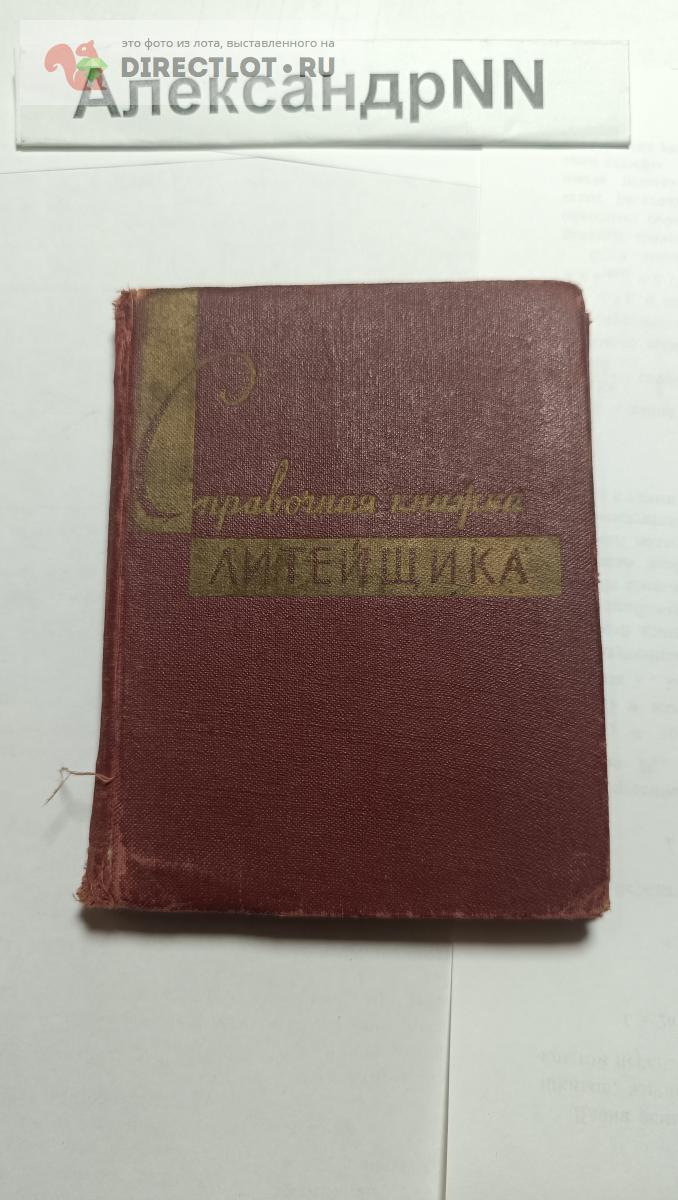 это фото из лота, выставленного на
DIRECTLOT.RU
АлександрNN
Справочная книжка
ЛИТЕЙЩИКА